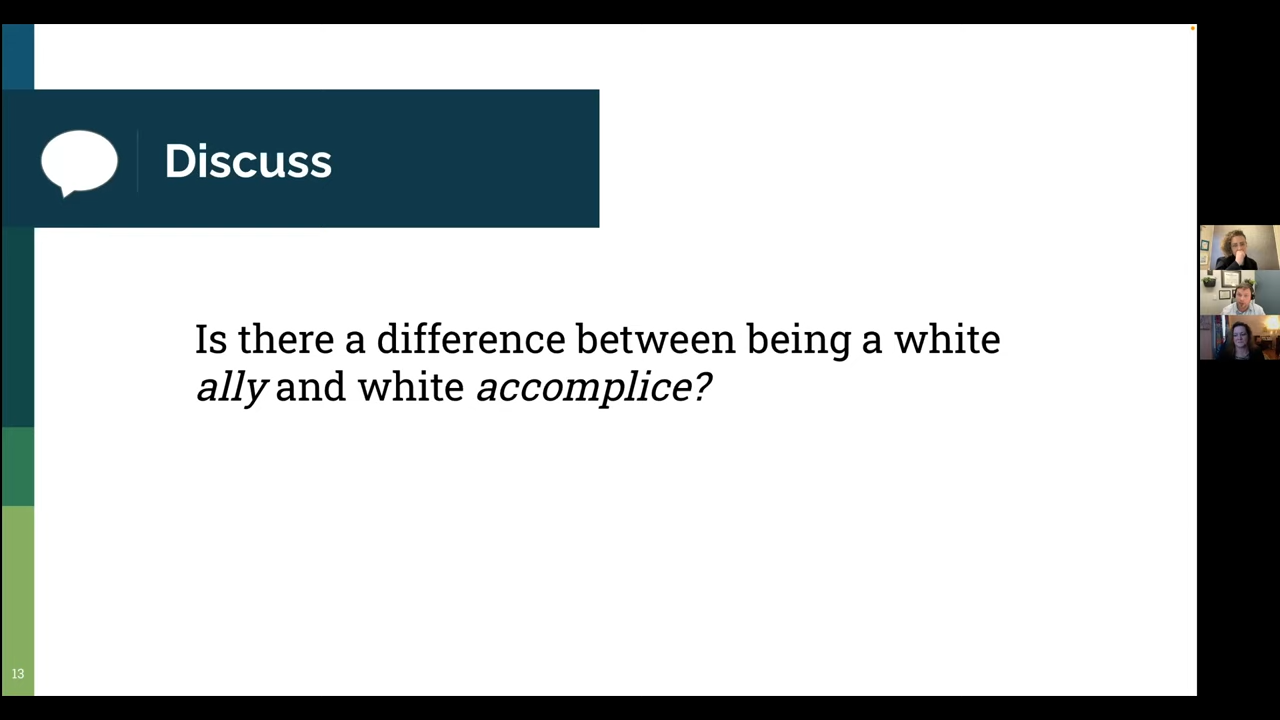 Discuss
Is there a difference between being a white
ally and white accomplice?
13